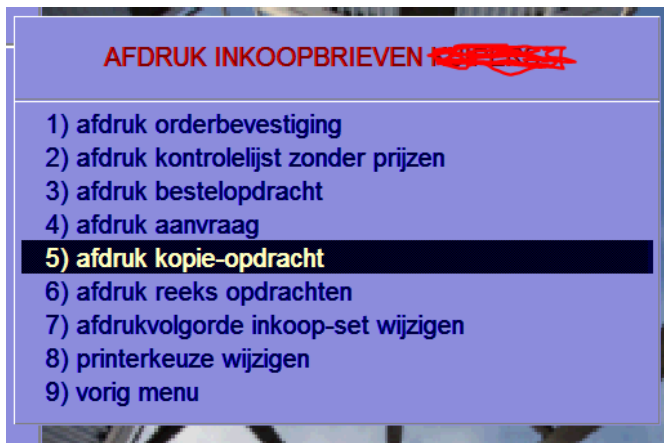 AFDRUK INKOOPBRIEVEN
1) afdruk orderbevestiging
2) afdruk kontrolelijst zonder prijzen
3) afdruk bestelopdracht
4) afdruk aanvraag
5) afdruk kopie-opdracht
6) afdruk reeks opdrachten
7) afdrukvolgorde inkoop-set wijzigen
8) printerkeuze wijzigen
9) vorig menu